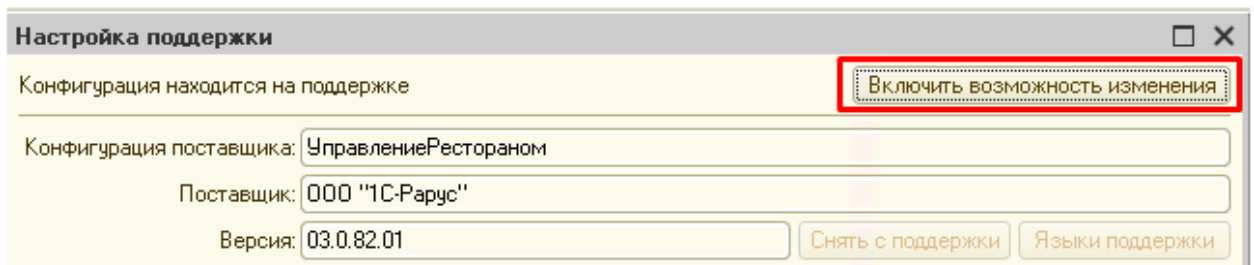 Настройка поддержки
Конфигурация находится на поддержке Включить возможность изменения
Конфигурация поставщика: УправлениеРестораном
Поставщик: ООО "1С-Рарус"
Версия: 03.0.82.01 Снять с поддержки Языки поддержки